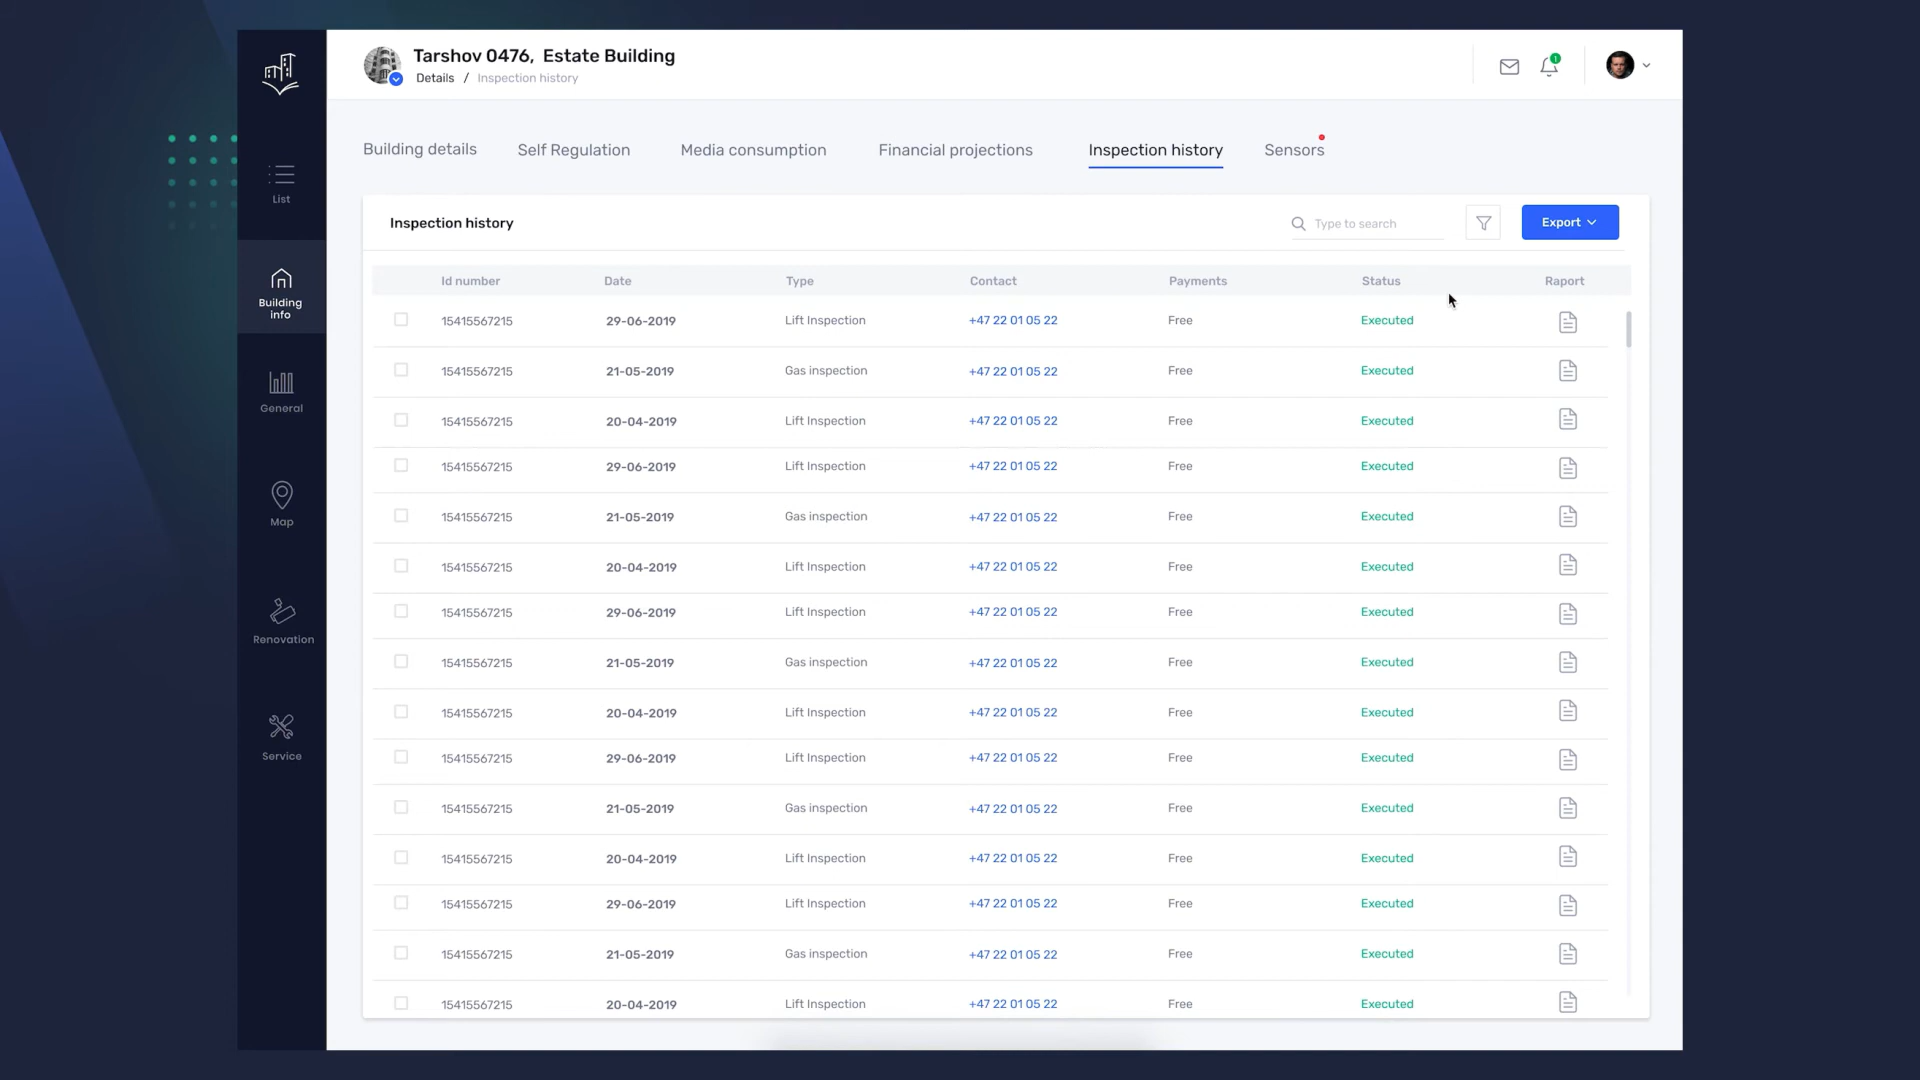 Tarshov 0476, Estate Building
Details / Inspection history
1
List
Building info
General
Map
Renovation
Service
Building details Self Regulation Media consumption Financial projections Inspection history Sensors
Inspection history Type to search Export
Id number Date Type Contact Payments Status Raport
15415567215 29-06-2019 Lift Inspection +47 22 01 05 22 Free Executed
15415567215 21-05-2019 Gas inspection +47 22 01 05 22 Free Executed
15415567215 20-04-2019 Lift Inspection +47 22 01 05 22 Free Executed
15415567215 29-06-2019 Lift Inspection +47 22 01 05 22 Free Executed
15415567215 21-05-2019 Gas inspection +47 22 01 05 22 Free Executed
15415567215 20-04-2019 Lift Inspection +47 22 01 05 22 Free Executed
15415567215 29-06-2019 Lift Inspection +47 22 01 05 22 Free Executed
15415567215 21-05-2019 Gas inspection +47 22 01 05 22 Free Executed
15415567215 20-04-2019 Lift Inspection +47 22 01 05 22 Free Executed
15415567215 29-06-2019 Lift Inspection +47 22 01 05 22 Free Executed
15415567215 21-05-2019 Gas inspection +47 22 01 05 22 Free Executed
15415567215 20-04-2019 Lift Inspection +47 22 01 05 22 Free Executed
15415567215 29-06-2019 Lift Inspection +47 22 01 05 22 Free Executed
15415567215 21-05-2019 Gas inspection +47 22 01 05 22 Free Executed
15415567215 20-04-2019 Lift Inspection +47 22 01 05 22 Free Executed